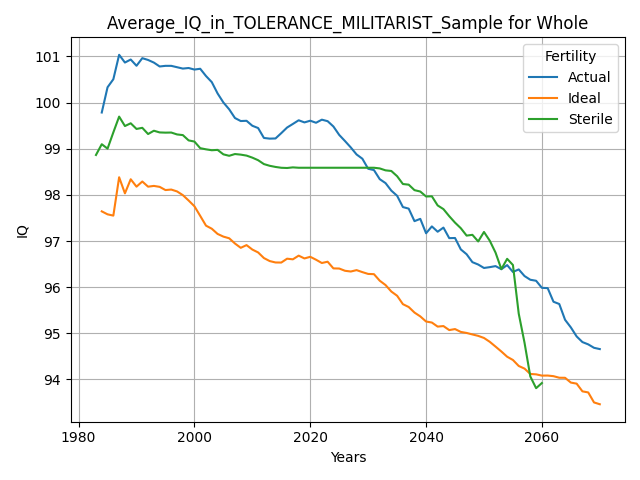 Average_IQ_in_TOLERANCE_MILITARIST_Sample for Whole
Fertility
Actual
Ideal
Sterile
IQ
101
100
99
98
97
96
95
94
1980
2000
2020
2040
2060
Years